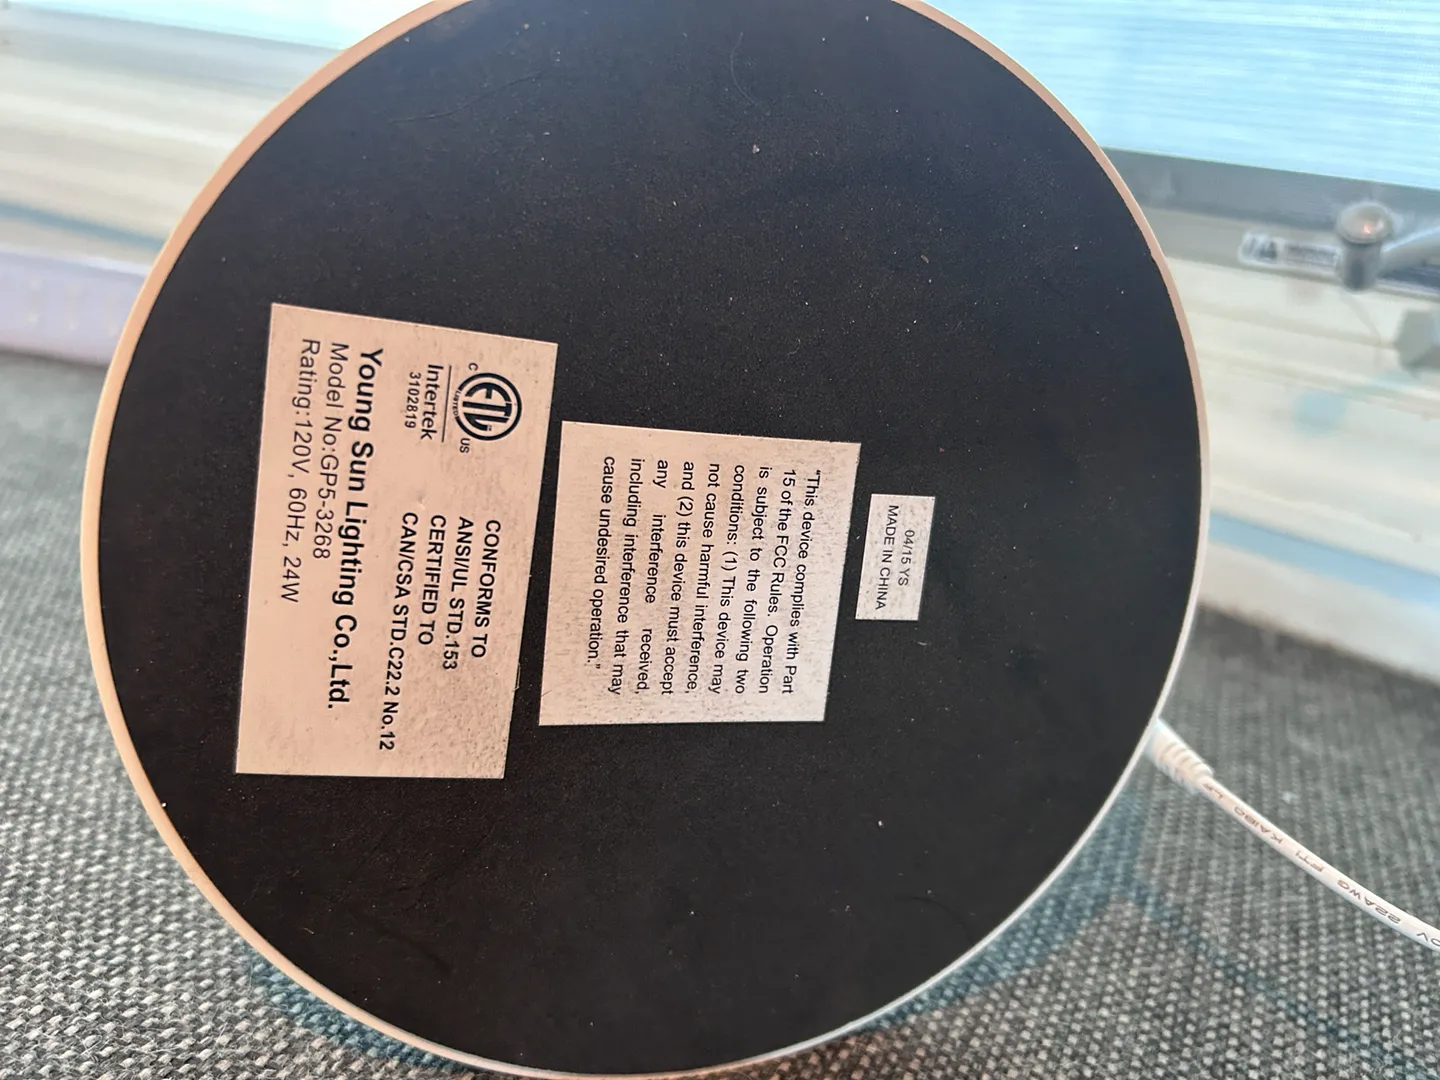 04/15 YS
MADE IN CHINA
"This device complies with Part
15 of the FCC Rules. Operation
is subject to the following two
conditions: (1) This device may
not cause harmful interference,
and (2) this device must accept
any interference received,
including interference that may
cause undesired operation."
C ETL US
LISTED
Intertek
3102819
CONFORMS TO
ANSI/UL STD.153
CERTIFIED TO
CAN/CSA STD.C22.2 No.12
Young Sun Lighting Co.,Ltd.
Model No:GP5-3268
Rating:120V, 60Hz, 24W
22AWG FT1 KAIBO LF